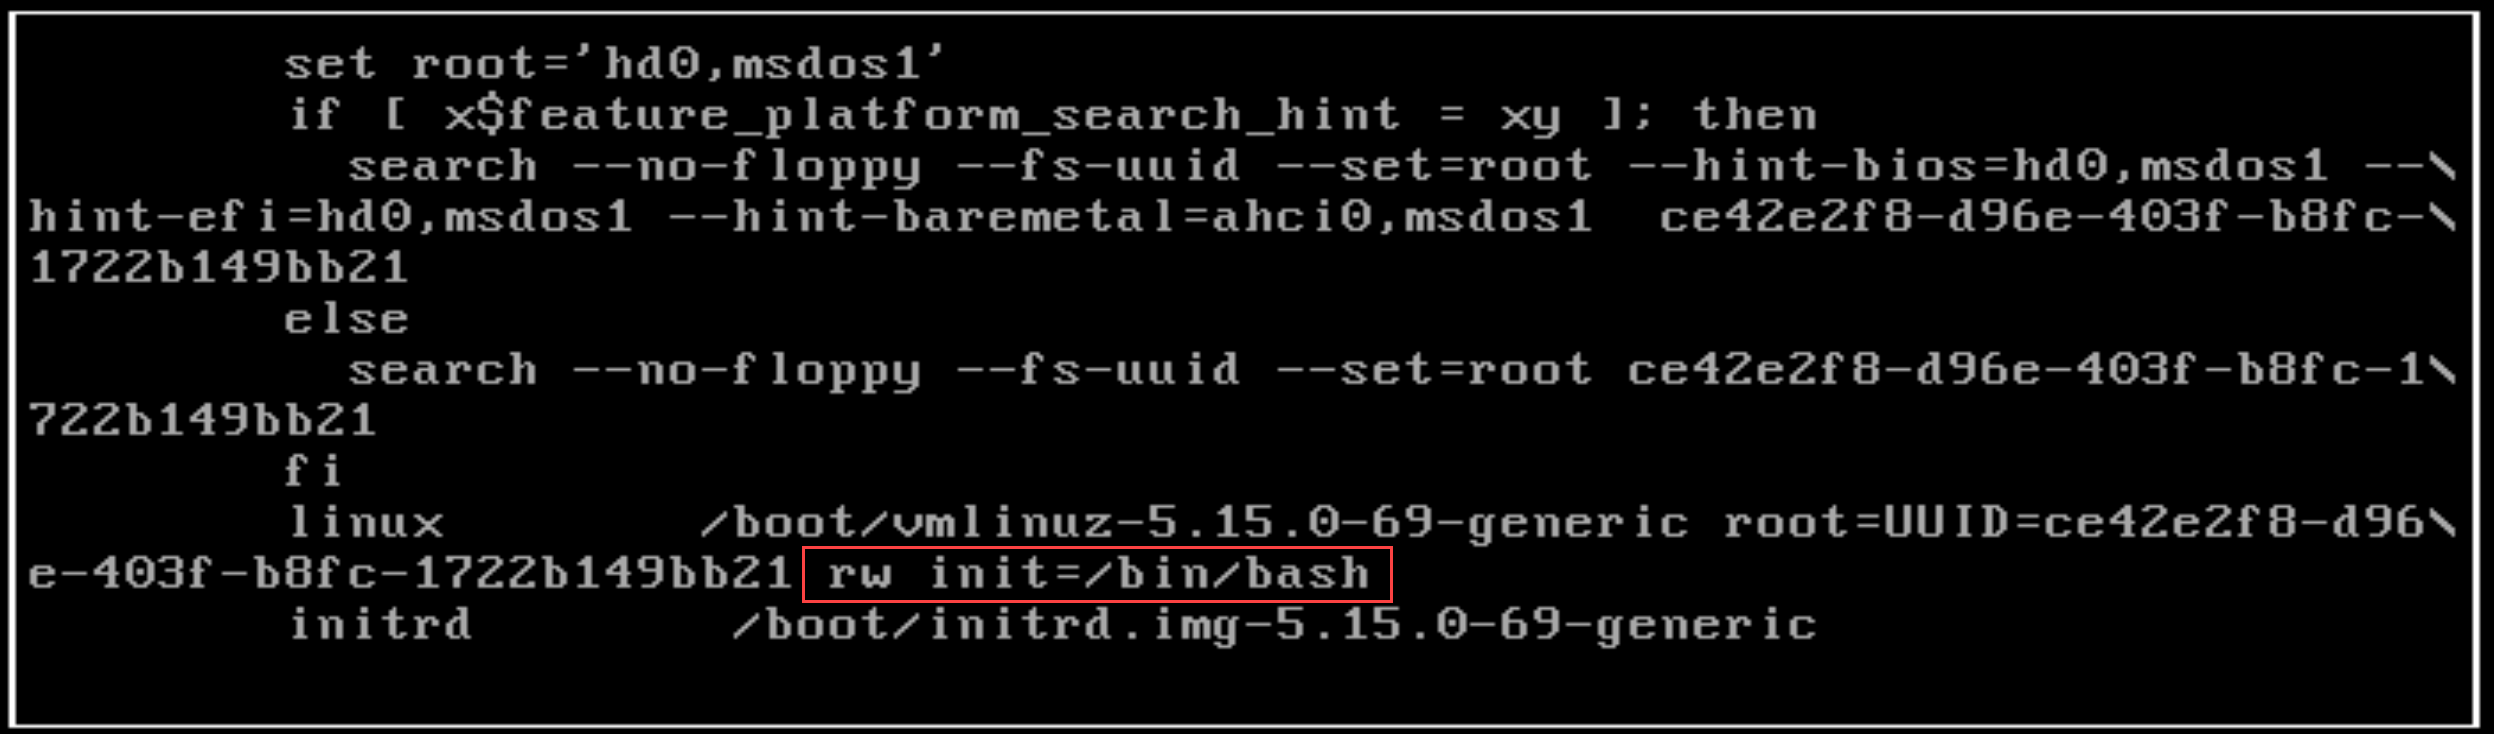 set root='hd0,msdos1'
if [ x$feature_platform_search_hint = xy ]; then
search --no-floppy --fs-uuid --set=root --hint-bios=hd0,msdos1 --\
hint-efi=hd0,msdos1 --hint-baremetal=ahci0,msdos1  ce42e2f8-d96e-403f-b8fc-\
1722b149bb21
else
search --no-floppy --fs-uuid --set=root ce42e2f8-d96e-403f-b8fc-1\
722b149bb21
fi
linux        /boot/vmlinuz-5.15.0-69-generic root=UUID=ce42e2f8-d96\
e-403f-b8fc-1722b149bb21 rw init=/bin/bash
initrd        /boot/initrd.img-5.15.0-69-generic